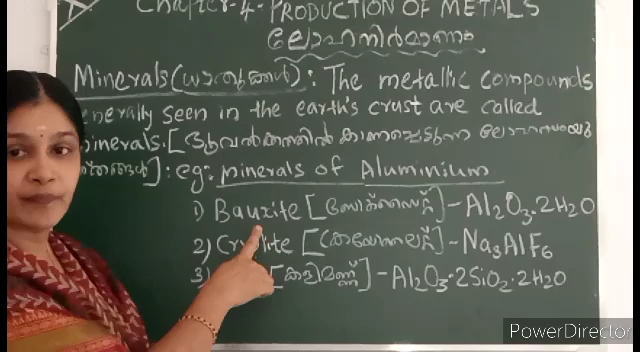 Chapter-4-PRODUCTION OF METALS
ലോഹനിർമാണം
Minerals (ധാതുക്കൾ) : The metallic compounds
generally seen in the earth's crust are called
minerals. [ഭൂവൽക്കത്തിൽ കാണപ്പെടുന്ന ലോഹസംയു
ക്തങ്ങൾ] : eg: minerals of Aluminium
1) Bauxite [ബോക്സൈറ്റ്] - Al₂O₃.2H₂O
2) Cryolite [ക്രയോലൈറ്റ്] - Na₃AlF₆
3) [കളിമണ്ണ്] - Al₂O₃.2SiO₂.2H₂O
PowerDirector